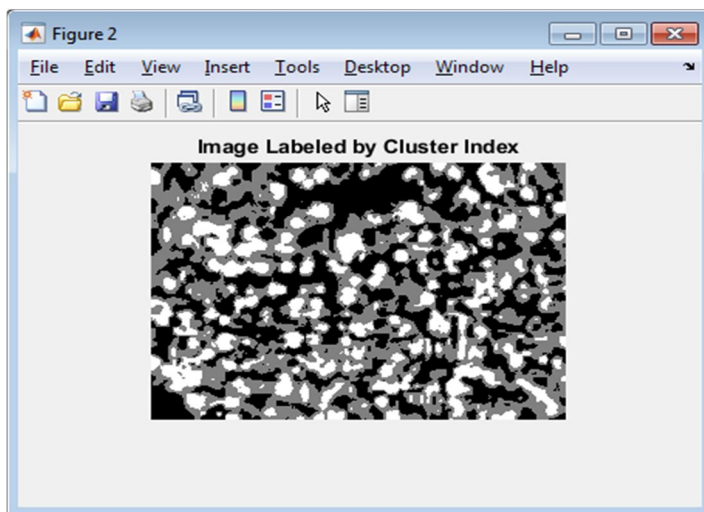 Figure 2
File Edit View Insert Tools Desktop Window Help
Image Labeled by Cluster Index